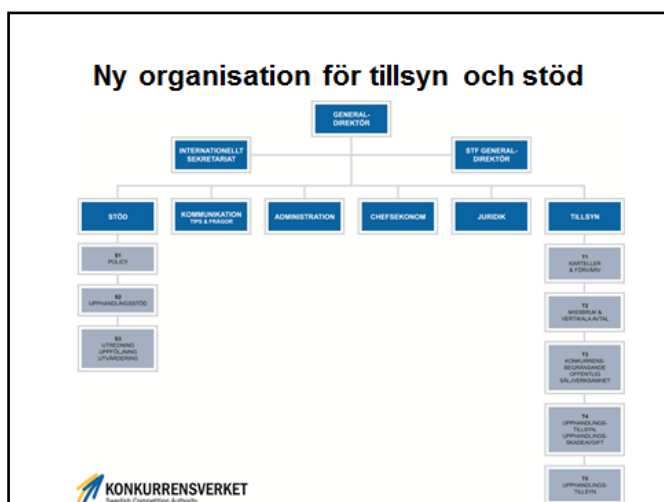 Ny organisation för tillsyn och stöd
GENERAL-
DIREKTÖR
INTERNATIONELLT
SEKRETARIAT
STF GENERAL-
DIREKTÖR
STÖD
KOMMUNIKATION
TIPS & FRÅGOR
ADMINISTRATION
CHEFSEKONOM
JURIDIK
TILLSYN
S1
POLICY
S2
UPPHANDLINGSSTÖD
S3
UTREDNING
UPPFÖLJNING
UTVÄRDERING
T1
KARTELLER
& FÖRVÄRV
T2
MISSBRUK &
VERTIKALA AVTAL
T3
KONKURRENS-
BEGRÄNSANDE
OFFENTLIG
SÄLJVERKSAMHET
T4
UPPHANDLINGS-
TILLSYN,
UPPHANDLINGS-
SKADEAVGIFT
T5
UPPHANDLINGS-
TILLSYN
KONKURRENSVERKET
Swedish Competition Authority